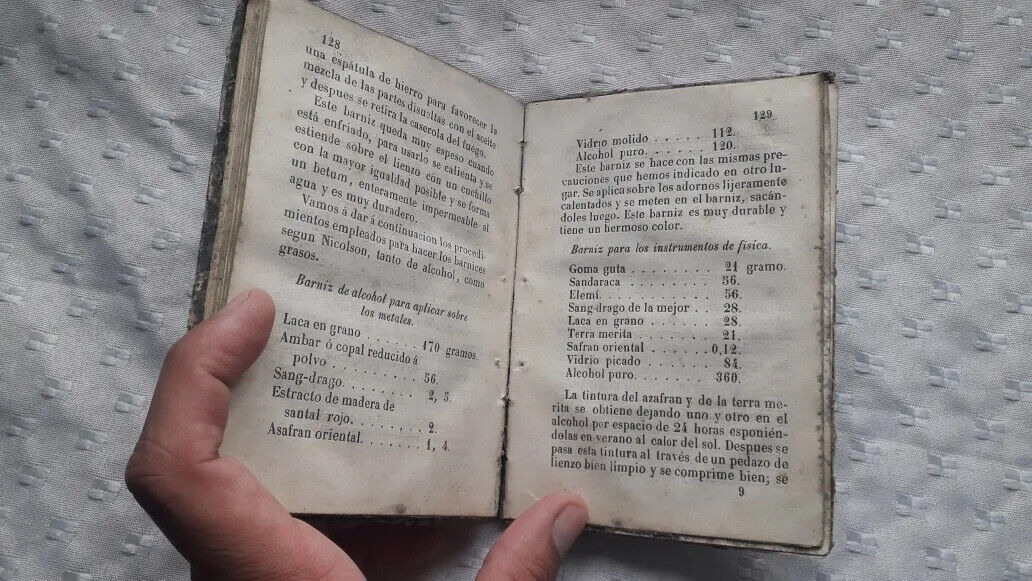 128
una espátula de hierro para favorecer la
mezcla de las partes disueltas con el aceite
y despues se retira la caserola del fuego.
Este barniz queda muy espeso cuando
está enfriado, para usarlo se calienta y se
estiende sobre el lienzo con un cuchillo
con la mayor igualdad posible y se forma
un betum, enteramente impermeable al
agua y es muy duradero.
Vamos á dar á continuacion los procedi-
mientos empleados para hacer los barnices
segun Nicolson, tanto de alcohol, como
grasos.
Barniz de alcohol para aplicar sobre
los metales.
Laca en grano . . . . . 170 gramos.
Ambar ó copal reducido á
polvo . . . . . . . . . 56.
Sang-drago. . . . . . . . 2, 5.
Estracto de madera de
santal rojo. . . . . . . 2.
Asafran oriental. . . . . . 1, 4.
129
Vidrio molido . . . . . . 112.
Alcohol puro. . . . . . . 120.
Este barniz se hace con las mismas pre-
cauciones que hemos indicado en otro lu-
gar. Se aplica sobre los adornos lijeramente
calentados y se meten en el barniz, sacán-
doles luego. Este barniz es muy durable y
tiene un hermoso color.
Barniz para los instrumentos de física.
Goma guta . . . . . . . . 21 gramo.
Sandaraca . . . . . . . . 56.
Elemí. . . . . . . . . . 56.
Sang-drago de la mejor . . 28.
Laca en grano . . . . . . 28.
Terra merita . . . . . . . 21.
Safran oriental . . . . . . 0,12.
Vidrio picado . . . . . . 84.
Alcohol puro. . . . . . . 360.
La tintura del azafran y de la terra me-
rita se obtiene dejando uno y otro en el
alcohol por espacio de 24 horas esponién-
dolas en verano al calor del sol. Despues se
pasa esta tintura al través de un pedazo de
lienzo bien limpio y se comprime bien; se
9